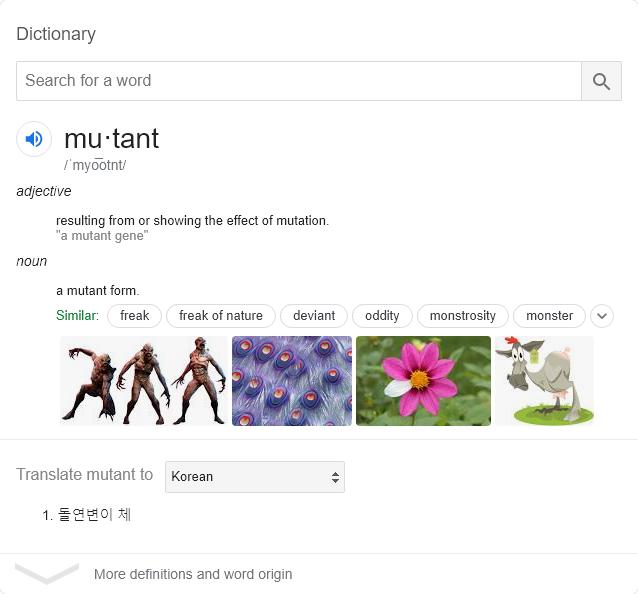 Dictionary
Search for a word
mu·tant
/ˈmyo͞otnt/
adjective
resulting from or showing the effect of mutation.
"a mutant gene"
noun
a mutant form.
Similar: freak freak of nature deviant oddity monstrosity monster
Translate mutant to Korean
1. 돌연변이 체
More definitions and word origin